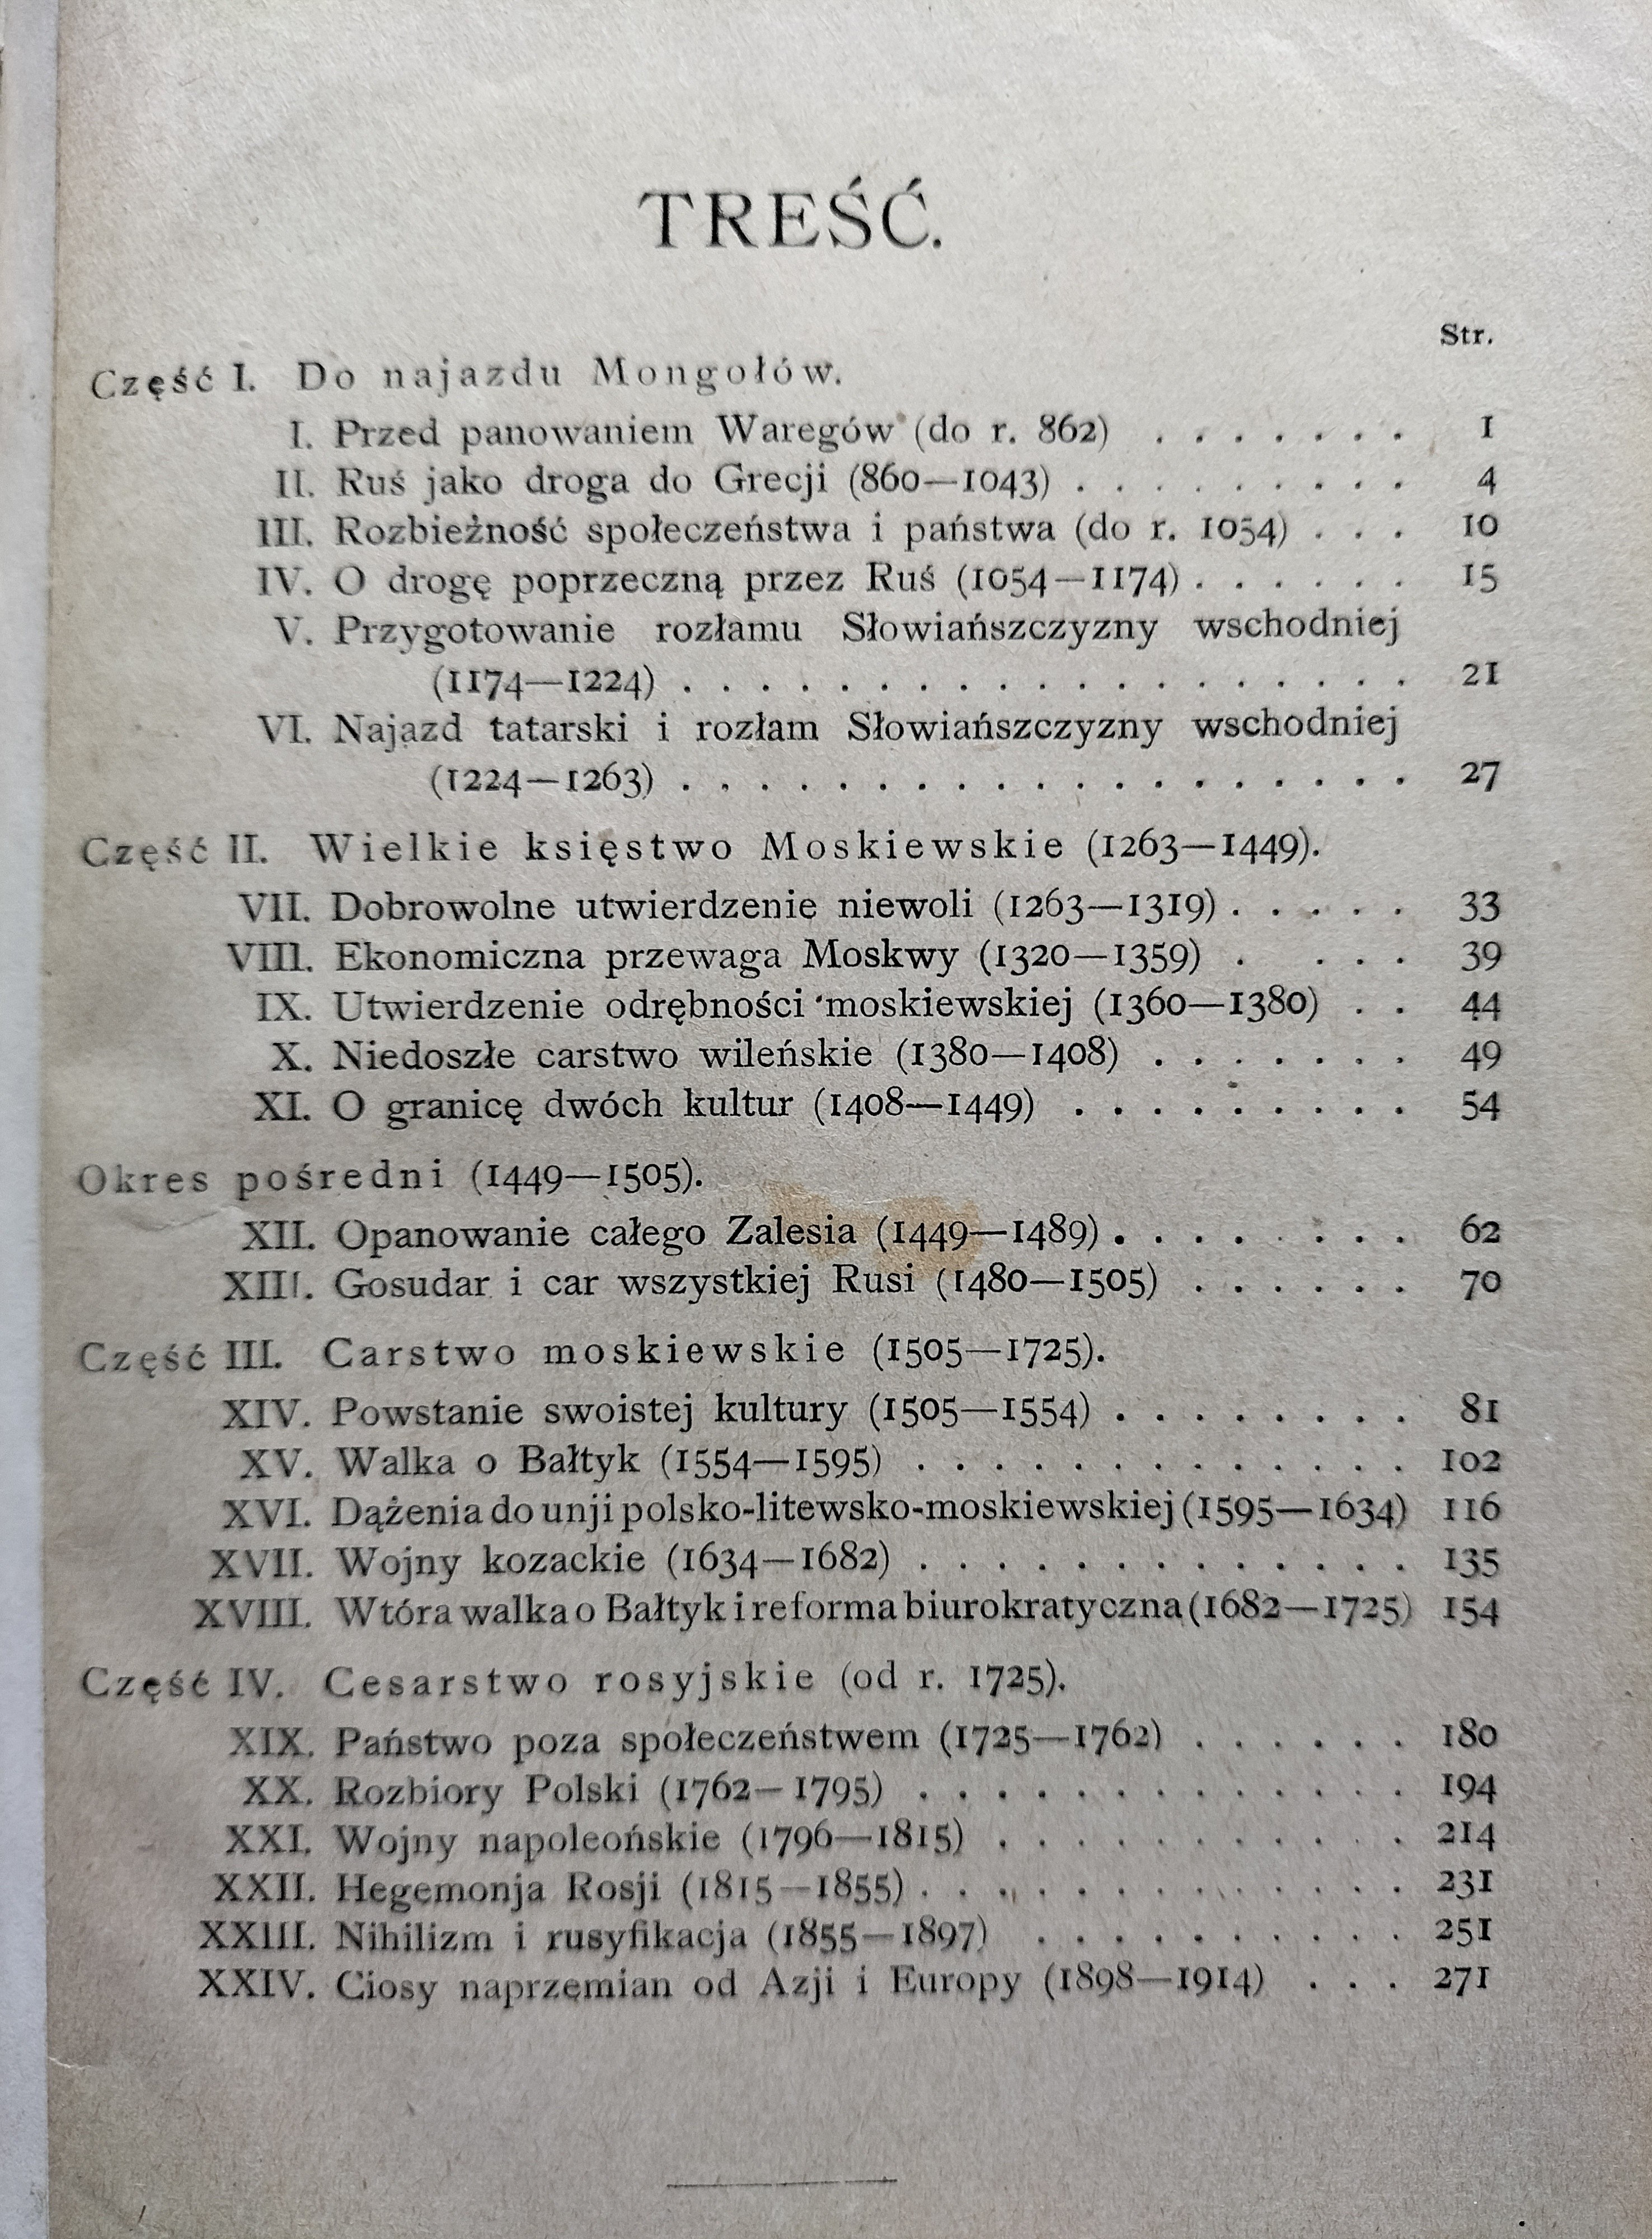 TREŚĆ.
Str.
Część I. Do najazdu Mongołów.
I. Przed panowaniem Waregów (do r. 862) . . . . . . . 1
II. Ruś jako droga do Grecji (860—1043) . . . . . . . . . 4
III. Rozbieżność społeczeństwa i państwa (do r. 1054) . . . 10
IV. O drogę poprzeczną przez Ruś (1054—1174) . . . . . . 15
V. Przygotowanie rozłamu Słowiańszczyzny wschodniej
(1174—1224) . . . . . . . . . . . . . . . . . . . 21
VI. Najazd tatarski i rozłam Słowiańszczyzny wschodniej
(1224—1263) . . . . . . . . . . . . . . . . . . . 27
Część II. Wielkie księstwo Moskiewskie (1263—1449).
VII. Dobrowolne utwierdzenie niewoli (1263—1319) . . . . . 33
VIII. Ekonomiczna przewaga Moskwy (1320—1359) . . . . 39
IX. Utwierdzenie odrębności moskiewskiej (1360—1380) . . 44
X. Niedoszłe carstwo wileńskie (1380—1408) . . . . . . . 49
XI. O granicę dwóch kultur (1408—1449) . . . . . . . . . 54
Okres pośredni (1449—1505).
XII. Opanowanie całego Zalesia (1449—1489) . . . . . . . . 62
XIII. Gosudar i car wszystkiej Rusi (1480—1505) . . . . . . 70
Część III. Carstwo moskiewskie (1505—1725).
XIV. Powstanie swoistej kultury (1505—1554) . . . . . . . . 81
XV. Walka o Bałtyk (1554—1595) . . . . . . . . . . . . . 102
XVI. Dążenia do unji polsko-litewsko-moskiewskiej (1595—1634) 116
XVII. Wojny kozackie (1634—1682) . . . . . . . . . . . . . 135
XVIII. Wtóra walka o Bałtyk i reforma biurokratyczna (1682—1725) 154
Część IV. Cesarstwo rosyjskie (od r. 1725).
XIX. Państwo poza społeczeństwem (1725—1762) . . . . . . 180
XX. Rozbiory Polski (1762—1795) . . . . . . . . . . . . . 194
XXI. Wojny napoleońskie (1796—1815) . . . . . . . . . . . 214
XXII. Hegemonja Rosji (1815—1855) . . . . . . . . . . . . . 231
XXIII. Nihilizm i rusyfikacja (1855—1897) . . . . . . . . . . 251
XXIV. Ciosy naprzemian od Azji i Europy (1898—1914) . . . 271